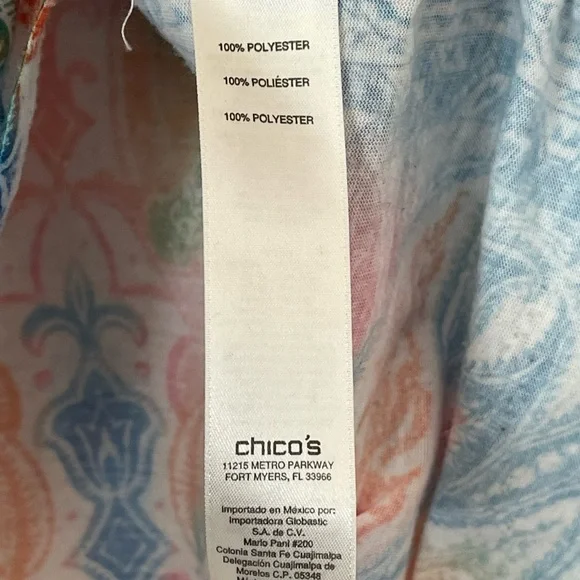 100% POLYESTER
100% POLIÉSTER
100% POLYESTER
chico's
11215 METRO PARKWAY
FORT MYERS, FL 33966
Importado en México por:
Importadora Globastic
S.A. de C.V.
Mario Pani #200
Colonia Santa Fe Cuajimalpa
Delegación Cuajimalpa de
Morelos C.P. 05348